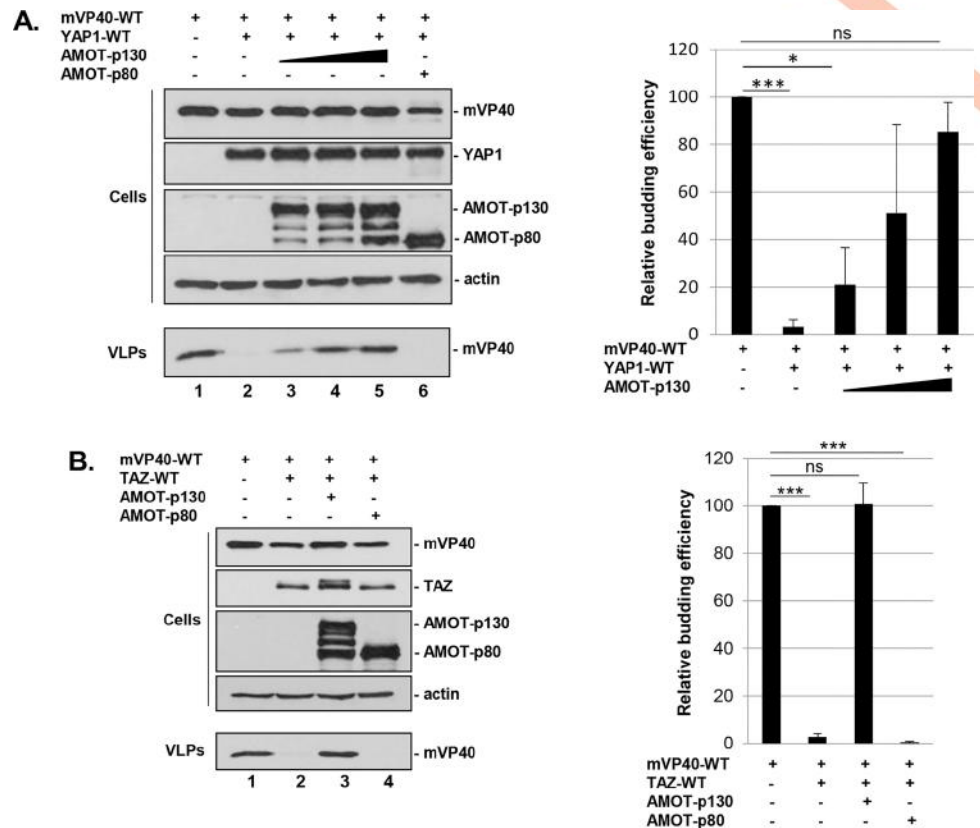 A.
mVP40-WT + + + + + +
YAP1-WT - + + + + +
AMOT-p130 - - -
AMOT-p80 - - - - - +
Cells
- mVP40
- YAP1
- AMOT-p130
- AMOT-p80
- actin
VLPs
- mVP40
1 2 3 4 5 6
Relative budding efficiency
120
100
80
60
40
20
0
ns
*
***
mVP40-WT + + + + +
YAP1-WT - + + + +
AMOT-p130 - -
B.
mVP40-WT + + + +
TAZ-WT - + + +
AMOT-p130 - - + -
AMOT-p80 - - - +
Cells
- mVP40
- TAZ
- AMOT-p130
- AMOT-p80
- actin
VLPs
- mVP40
1 2 3 4
Relative budding efficiency
120
100
80
60
40
20
0
***
ns
***
mVP40-WT + + + +
TAZ-WT - + + +
AMOT-p130 - - + -
AMOT-p80 - - - +